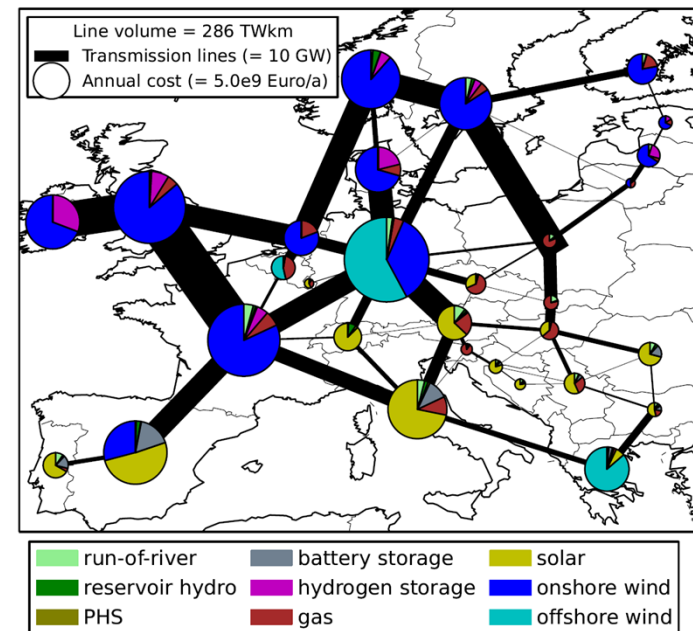 Line volume = 286 TWkm
Transmission lines (= 10 GW)
Annual cost (= 5.0e9 Euro/a)
run-of-river
battery storage
solar
reservoir hydro
hydrogen storage
onshore wind
PHS
gas
offshore wind